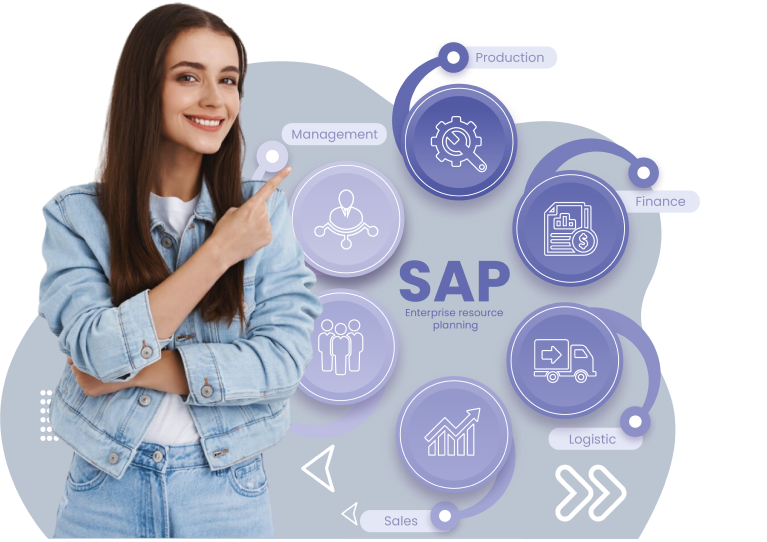 Production
Management
Finance
SAP
Enterprise resource
planning
Logistic
Sales